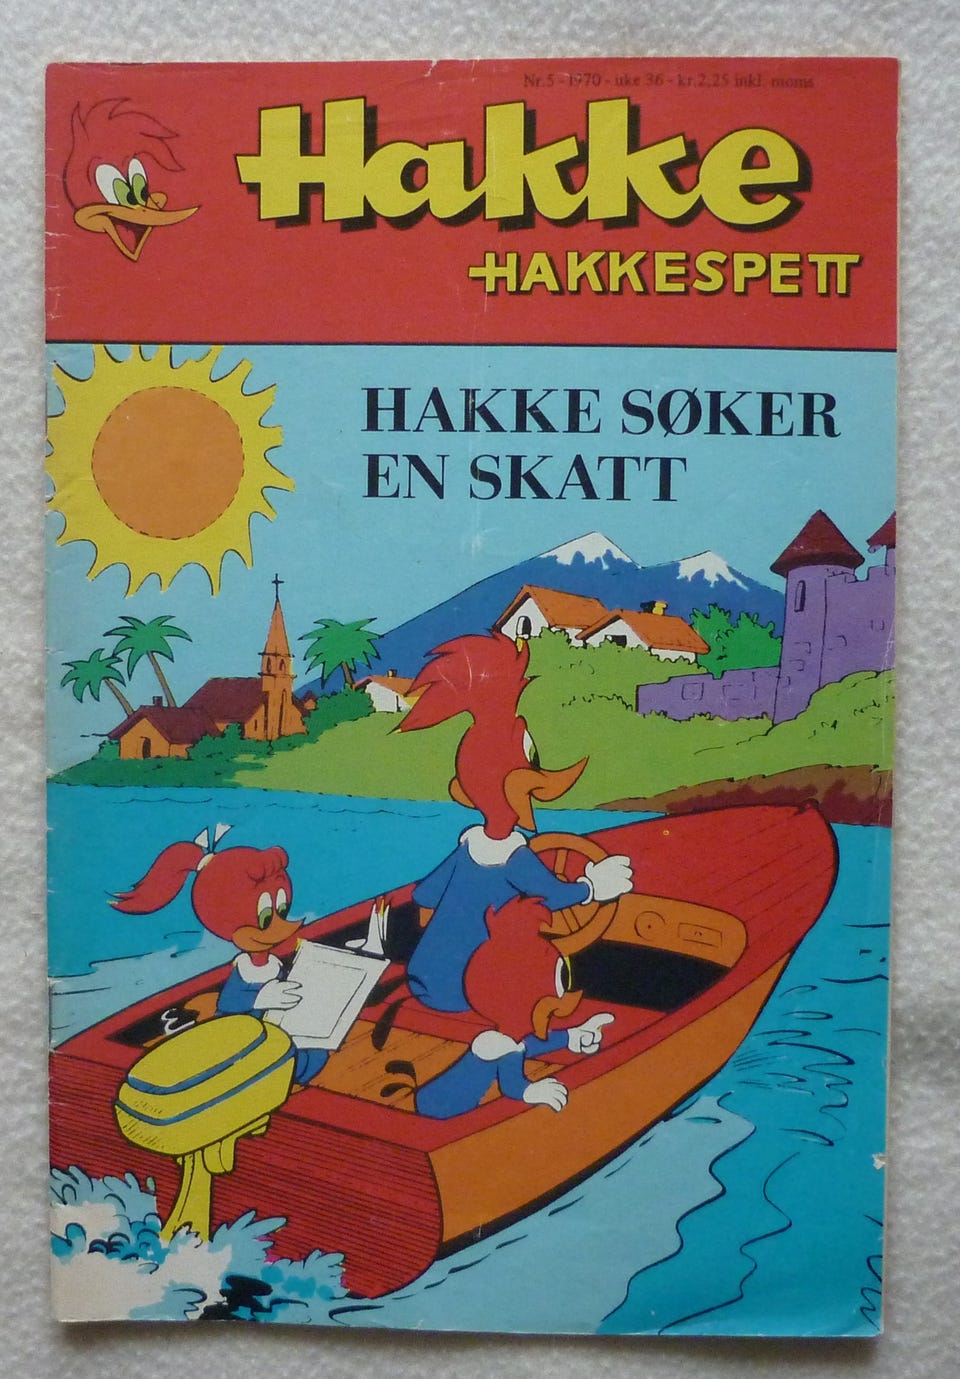 Nr.5 - 1970 - uke 36 - kr.2,25 inkl. moms
Hakke
HAKKESPETT
HAKKE SØKER
EN SKATT